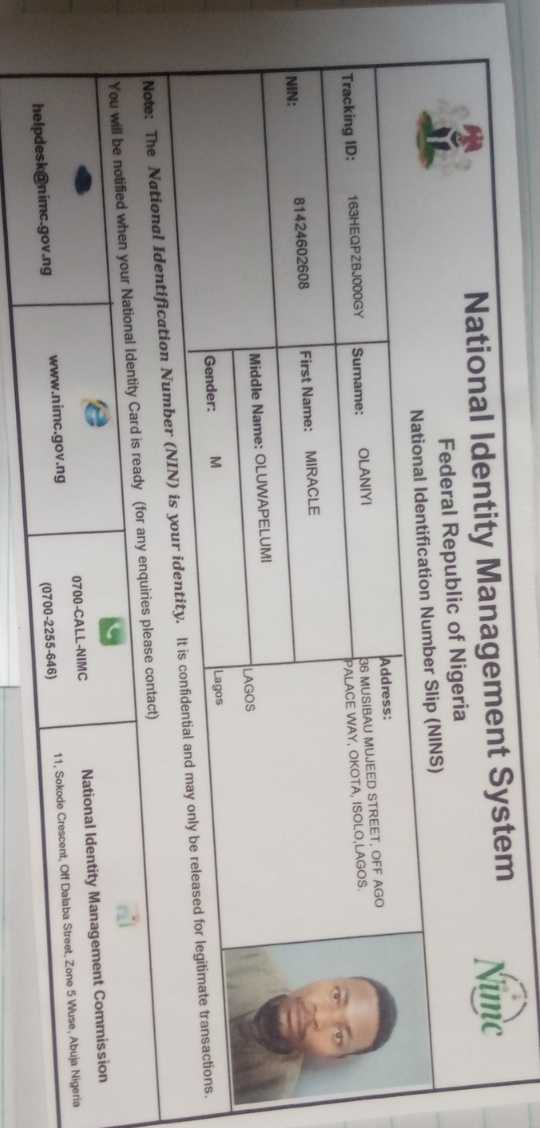 National Identity Management System
Federal Republic of Nigeria
National Identification Number Slip (NINS)
Nimc
Tracking ID: 163HEQPZBJ000GY
Surname: OLANIYI
Address:
36 MUSIBAU MUJEED STREET, OFF AGO
PALACE WAY, OKOTA, ISOLO,LAGOS.
NIN: 81424602608
First Name: MIRACLE
Middle Name: OLUWAPELUMI
LAGOS
Gender: M
Lagos
Note: The National Identification Number (NIN) is your identity. It is confidential and may only be released for legitimate transactions.
You will be notified when your National Identity Card is ready (for any enquiries please contact)
helpdesk@nimc.gov.ng
www.nimc.gov.ng
0700-CALL-NIMC
(0700-2255-646)
National Identity Management Commission
11, Sokode Crescent, Off Dalaba Street, Zone 5 Wuse, Abuja Nigeria